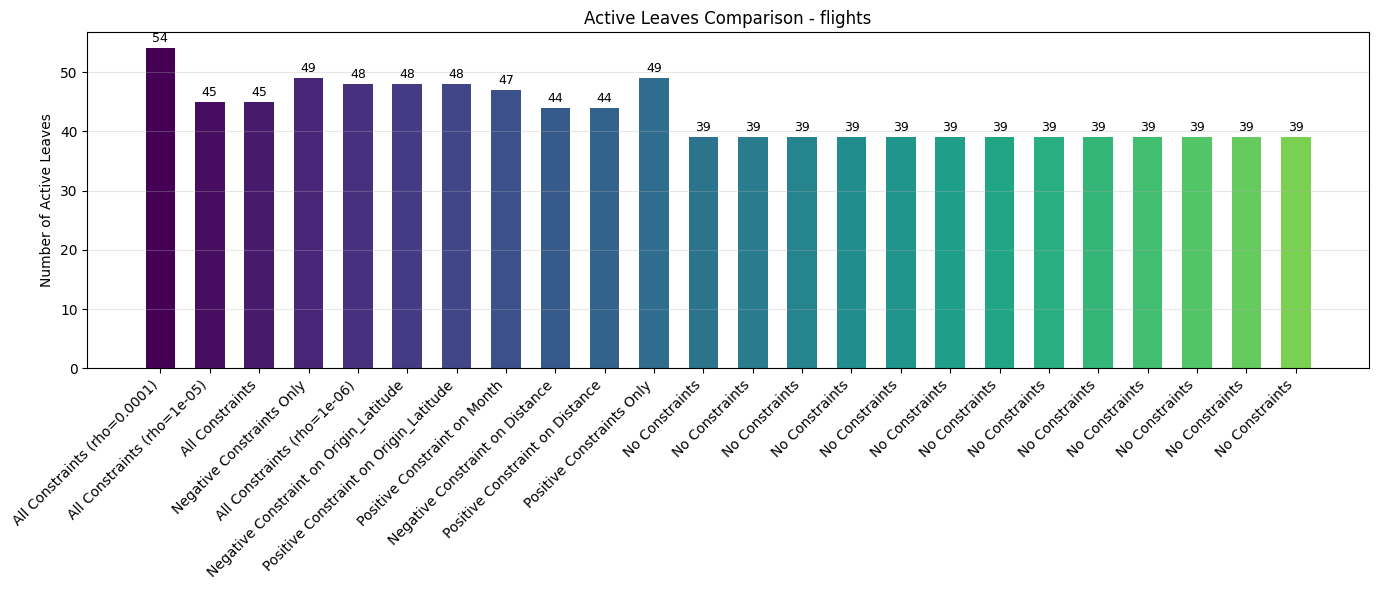 Active Leaves Comparison - flights
Number of Active Leaves
50
40
30
20
10
0
54
45
45
49
48
48
48
47
44
44
49
39
39
39
39
39
39
39
39
39
39
39
39
39
All Constraints (rho=0.0001)
All Constraints (rho=1e-05)
All Constraints
Negative Constraints Only
All Constraints (rho=1e-06)
Negative Constraint on Origin_Latitude
Positive Constraint on Origin_Latitude
Positive Constraint on Month
Negative Constraint on Distance
Positive Constraint on Distance
Positive Constraints Only
No Constraints
No Constraints
No Constraints
No Constraints
No Constraints
No Constraints
No Constraints
No Constraints
No Constraints
No Constraints
No Constraints
No Constraints
No Constraints